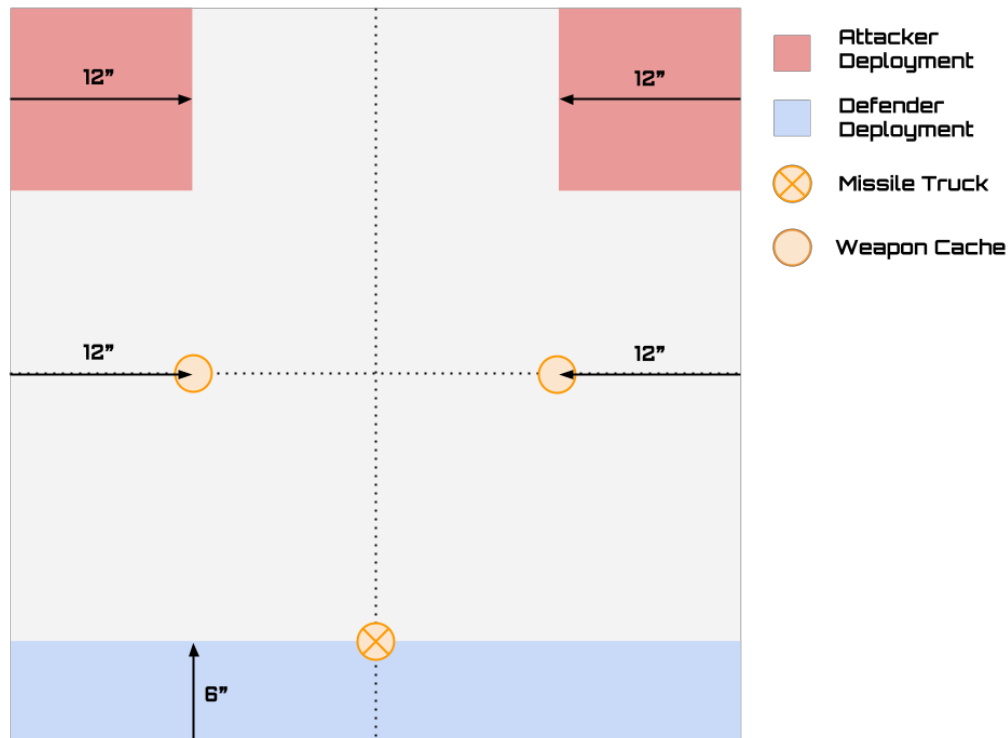 12”
12”
12”
12”
6”
Attacker
Deployment
Defender
Deployment
Missile Truck
Weapon Cache